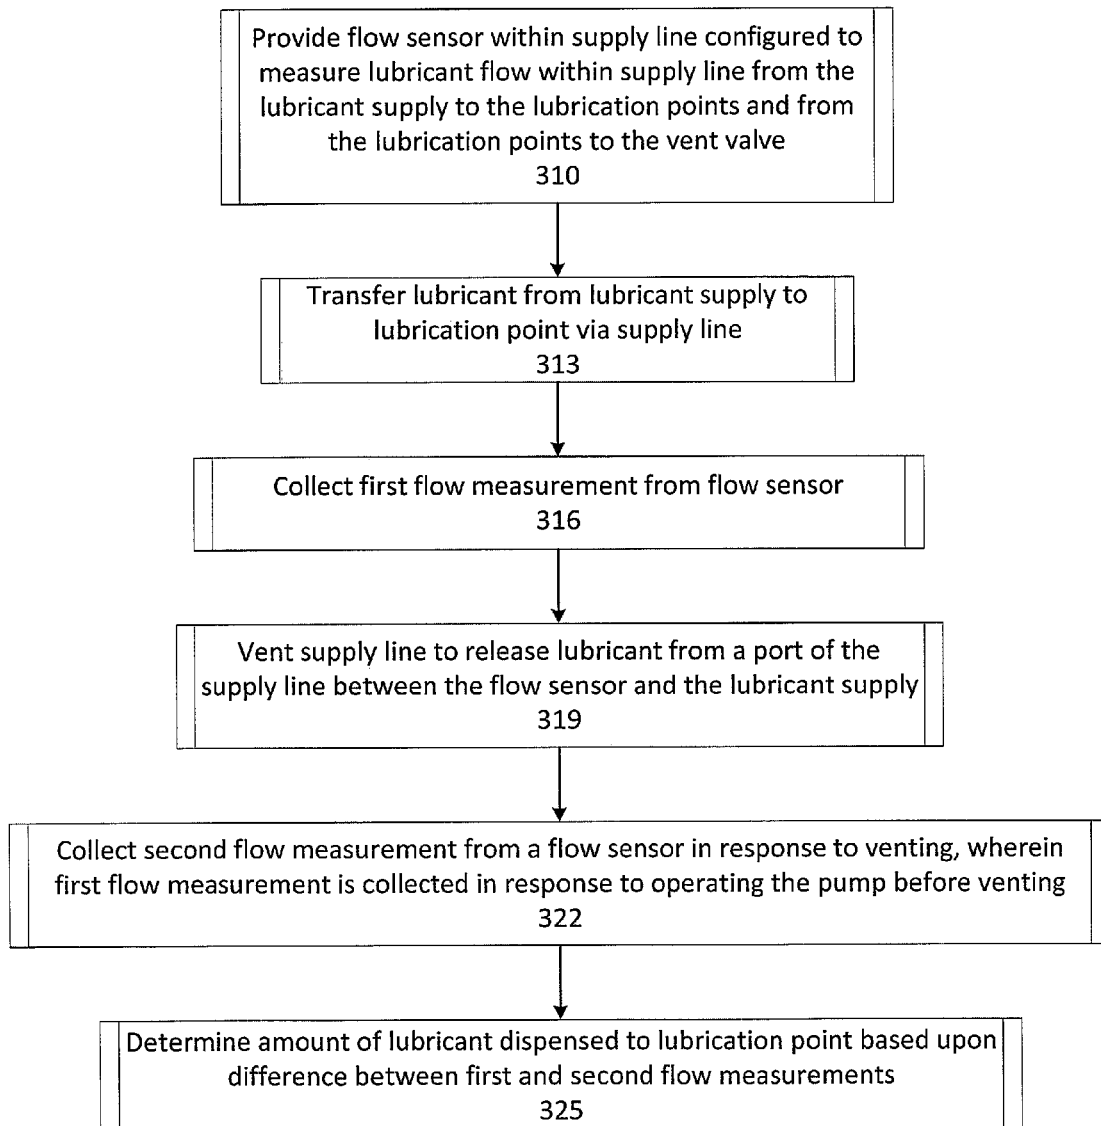 Provide flow sensor within supply line configured to
measure lubricant flow within supply line from the
lubricant supply to the lubrication points and from
the lubrication points to the vent valve
310
Transfer lubricant from lubricant supply to
lubrication point via supply line
313
Collect first flow measurement from flow sensor
316
Vent supply line to release lubricant from a port of the
supply line between the flow sensor and the lubricant supply
319
Collect second flow measurement from a flow sensor in response to venting, wherein
first flow measurement is collected in response to operating the pump before venting
322
Determine amount of lubricant dispensed to lubrication point based upon
difference between first and second flow measurements
325